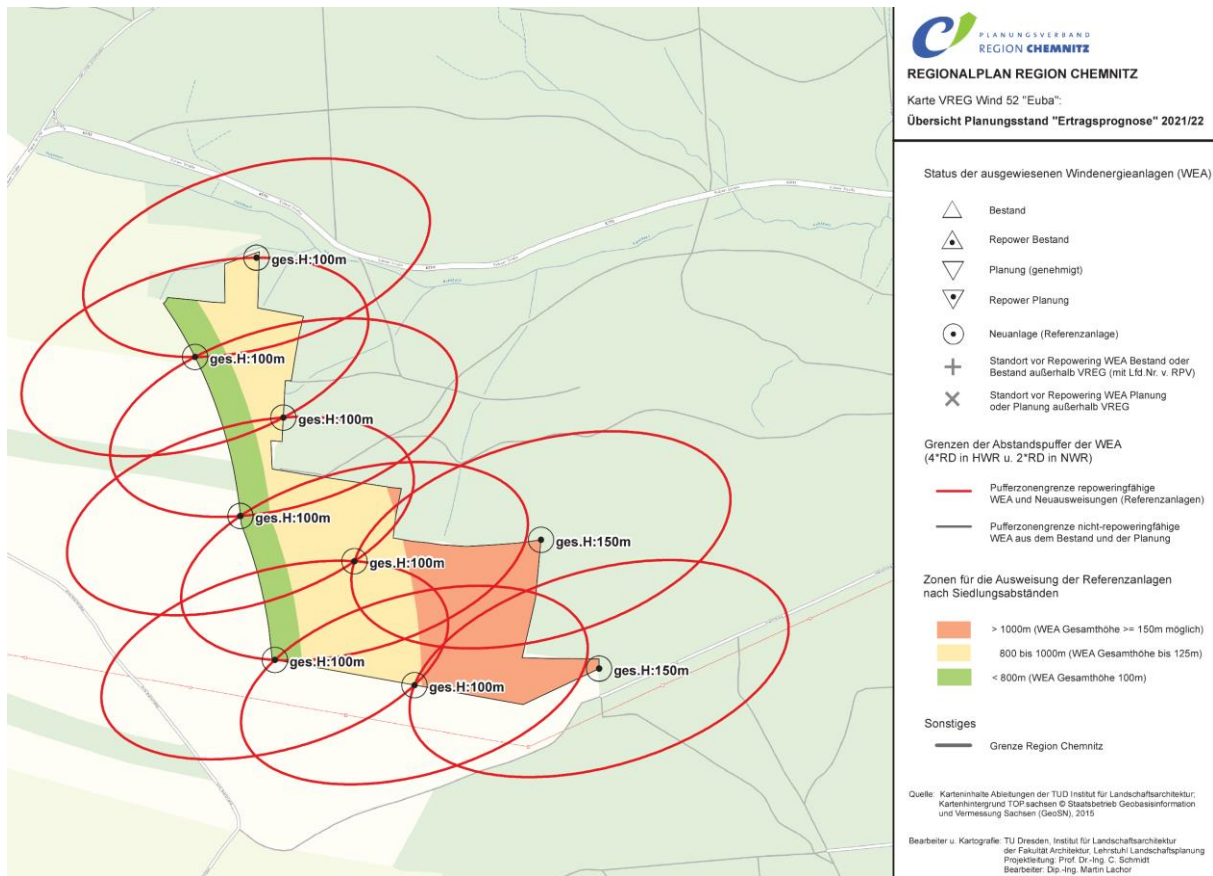 ges.H:100m
ges.H:100m
ges.H:100m
ges.H:100m
ges.H:150m
ges.H:100m
ges.H:100m
ges.H:150m
ges.H:100m
PLANUNGSVERBAND
REGION CHEMNITZ
REGIONALPLAN REGION CHEMNITZ
Karte VREG Wind 52 "Euba":
Übersicht Planungsstand "Ertragsprognose" 2021/22
Status der ausgewiesenen Windenergieanlagen (WEA)
Bestand
Repower Bestand
Planung (genehmigt)
Repower Planung
Neuanlage (Referenzanlage)
Standort vor Repowering WEA Bestand oder
Bestand außerhalb VREG (mit Lfd.Nr. v. RPV)
Standort vor Repowering WEA Planung
oder Planung außerhalb VREG
Grenzen der Abstandspuffer der WEA
(4*RD in HWR u. 2*RD in NWR)
Pufferzonengrenze repoweringfähige
WEA und Neuausweisungen (Referenzanlagen)
Pufferzonengrenze nicht-repoweringfähige
WEA aus dem Bestand und der Planung
Zonen für die Ausweisung der Referenzanlagen
nach Siedlungsabständen
> 1000m (WEA Gesamthöhe >= 150m möglich)
800 bis 1000m (WEA Gesamthöhe bis 125m)
< 800m (WEA Gesamthöhe 100m)
Sonstiges
Grenze Region Chemnitz
Quelle: Karteninhalte Ableitungen der TUD Institut für Landschaftsarchitektur;
Kartenhintergrund TOP.sachsen © Staatsbetrieb Geobasisinformation
und Vermessung Sachsen (GeoSN), 2015
Bearbeiter u. Kartografie: TU Dresden, Institut für Landschaftsarchitektur
der Fakultät Architektur, Lehrstuhl Landschaftsplanung
Projektleitung: Prof. Dr.-Ing. C. Schmidt
Bearbeiter: Dip.-Ing. Martin Lachor